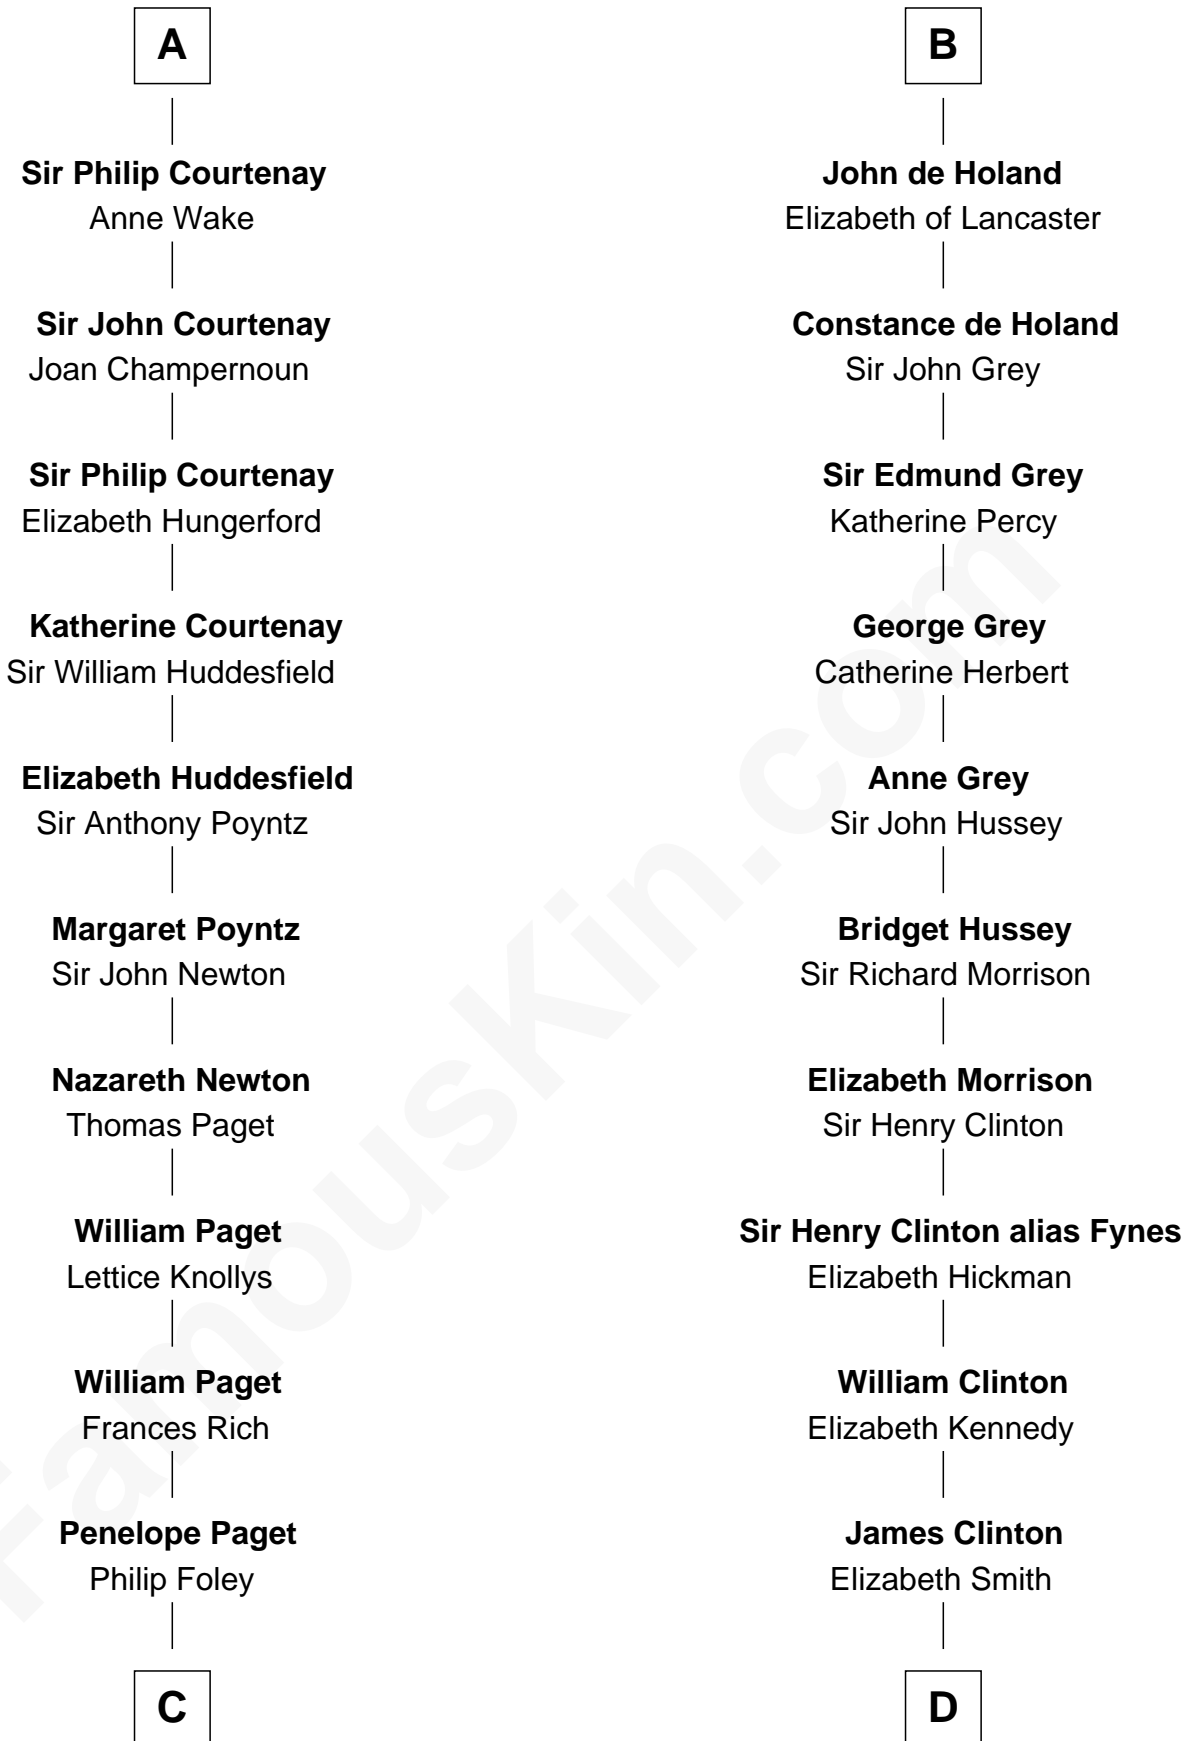 A
Sir Philip Courtenay
Anne Wake
Sir John Courtenay
Joan Champernoun
Sir Philip Courtenay
Elizabeth Hungerford
Katherine Courtenay
Sir William Huddesfield
Elizabeth Huddesfield
Sir Anthony Poyntz
Margaret Poyntz
Sir John Newton
Nazareth Newton
Thomas Paget
William Paget
Lettice Knollys
William Paget
Frances Rich
Penelope Paget
Philip Foley
C
B
John de Holand
Elizabeth of Lancaster
Constance de Holand
Sir John Grey
Sir Edmund Grey
Katherine Percy
George Grey
Catherine Herbert
Anne Grey
Sir John Hussey
Bridget Hussey
Sir Richard Morrison
Elizabeth Morrison
Sir Henry Clinton
Sir Henry Clinton alias Fynes
Elizabeth Hickman
William Clinton
Elizabeth Kennedy
James Clinton
Elizabeth Smith
D
FamousKin.com